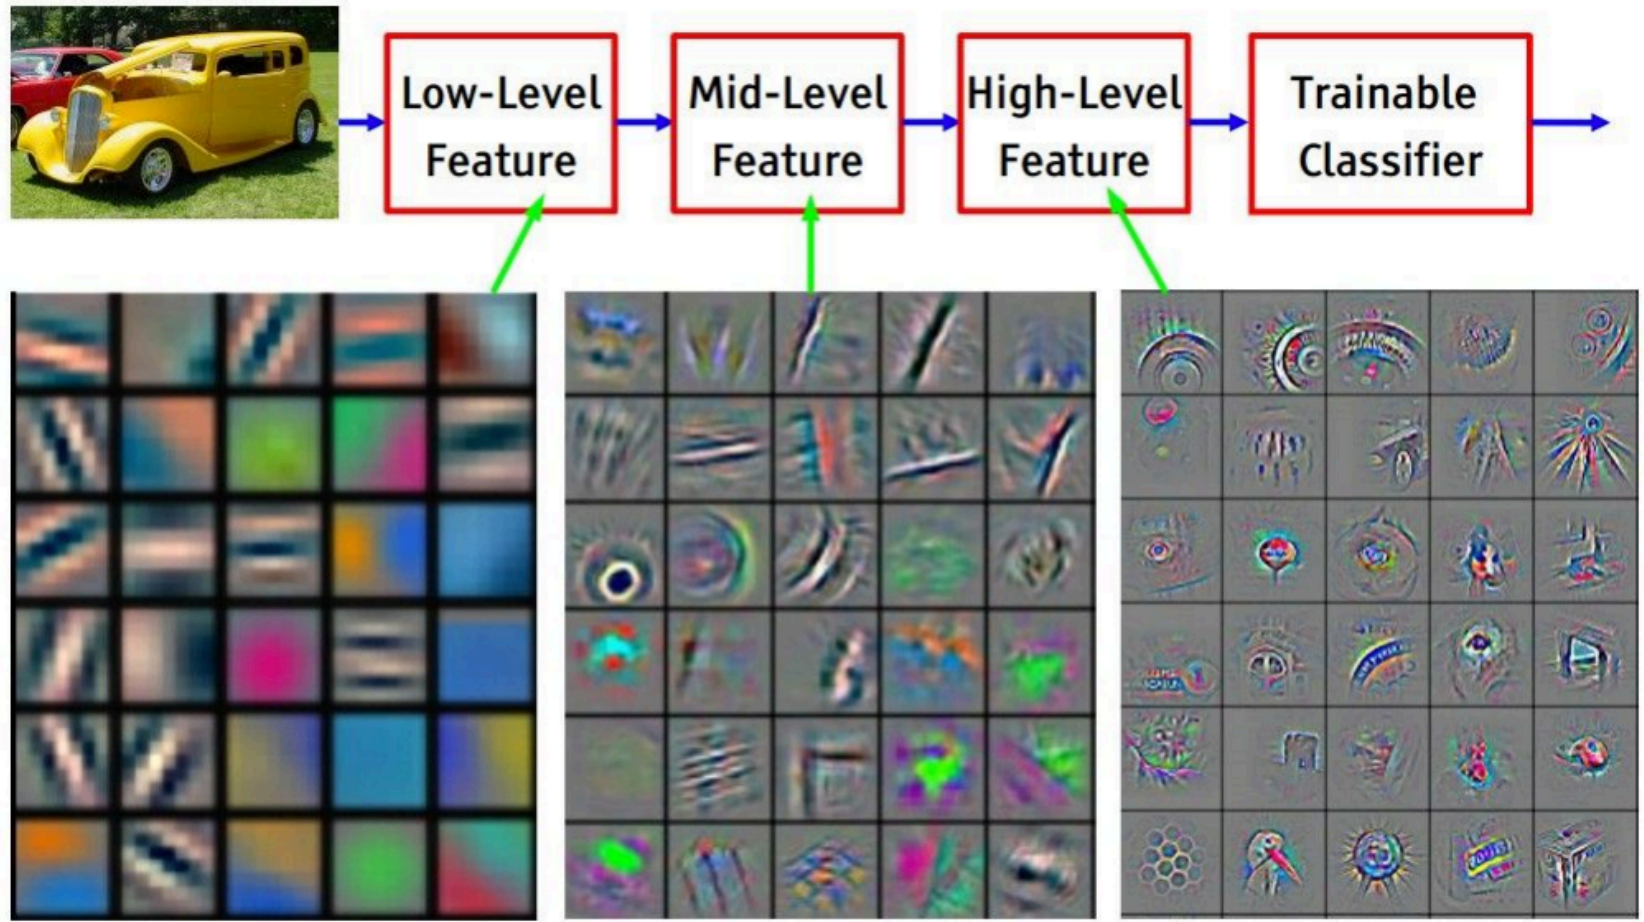 Low-Level
Feature
Mid-Level
Feature
High-Level
Feature
Trainable
Classifier